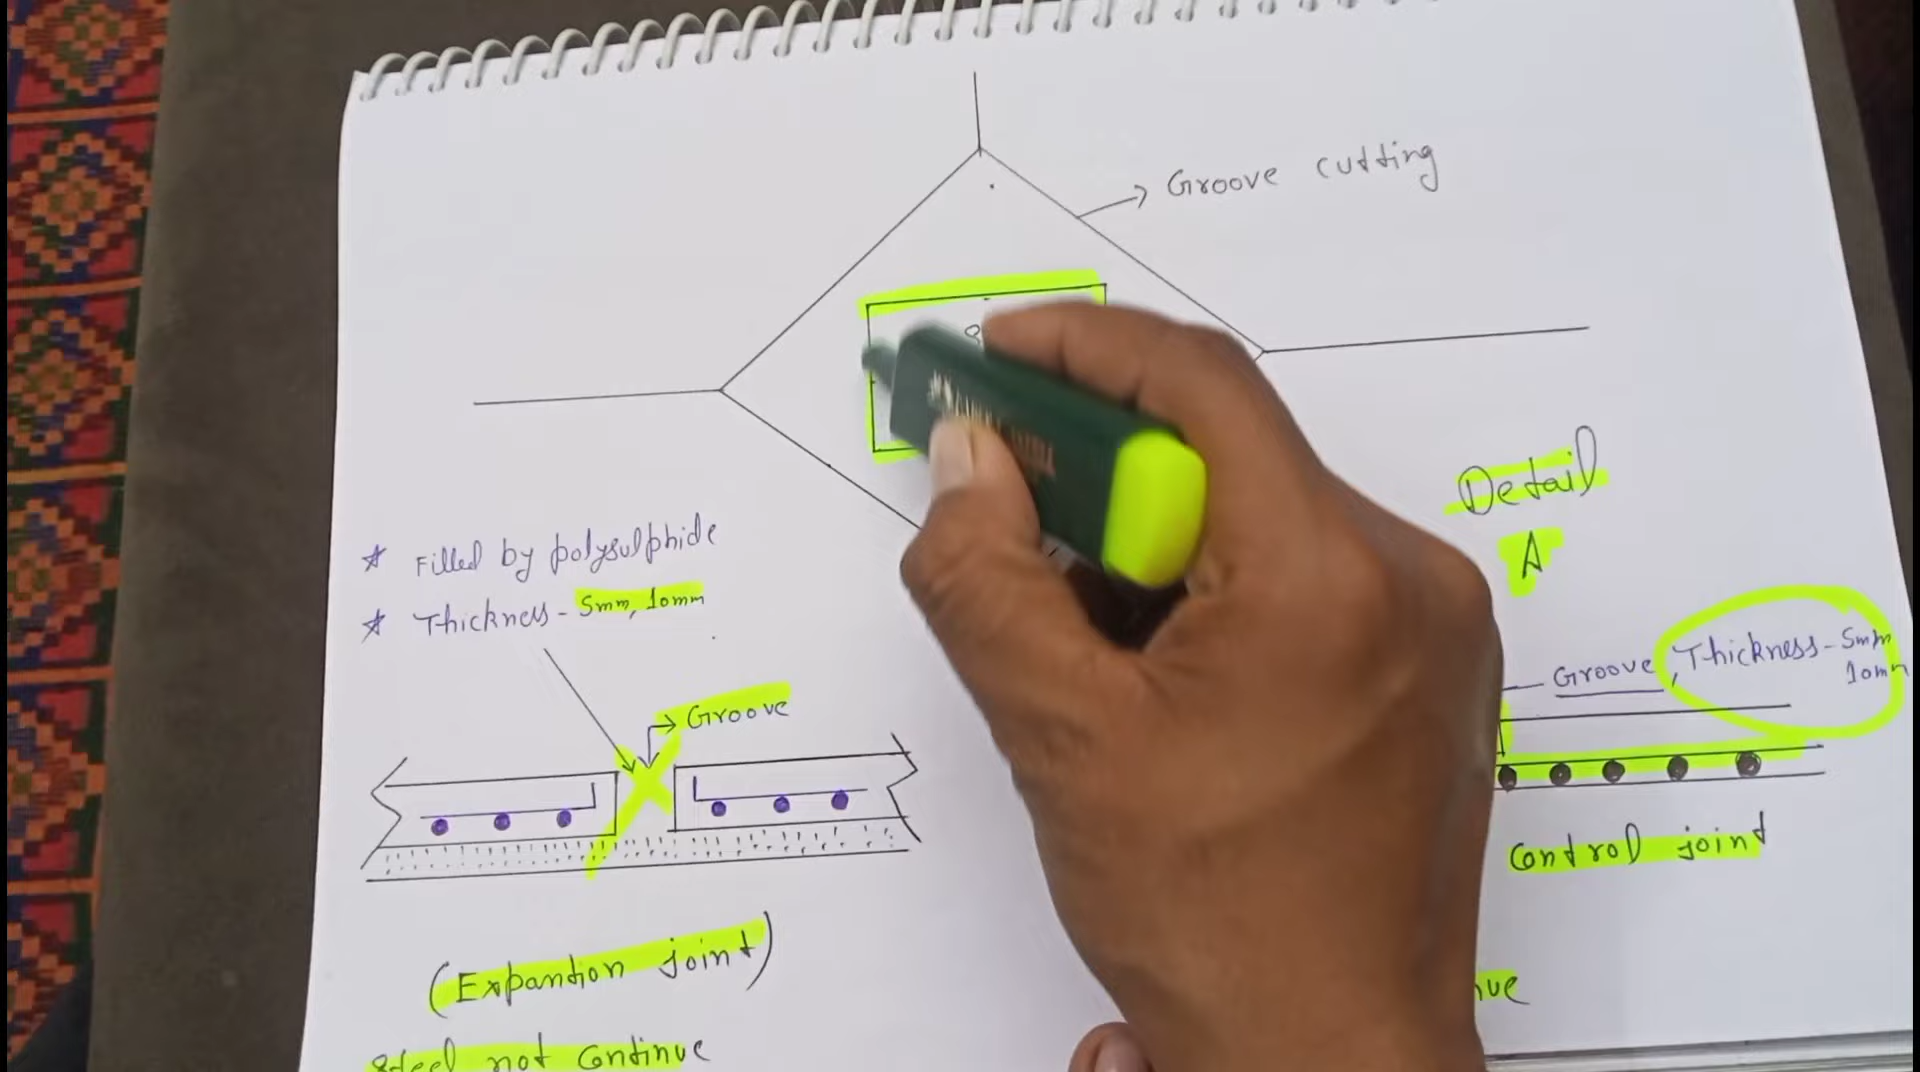 Groove cutting
Detail
A
* Filled by polysulphide
* Thickness - 5mm, 10mm
Groove
Groove, Thickness - 5mm
10mm
Control joint
(Expantion joint)
Steel not Continue